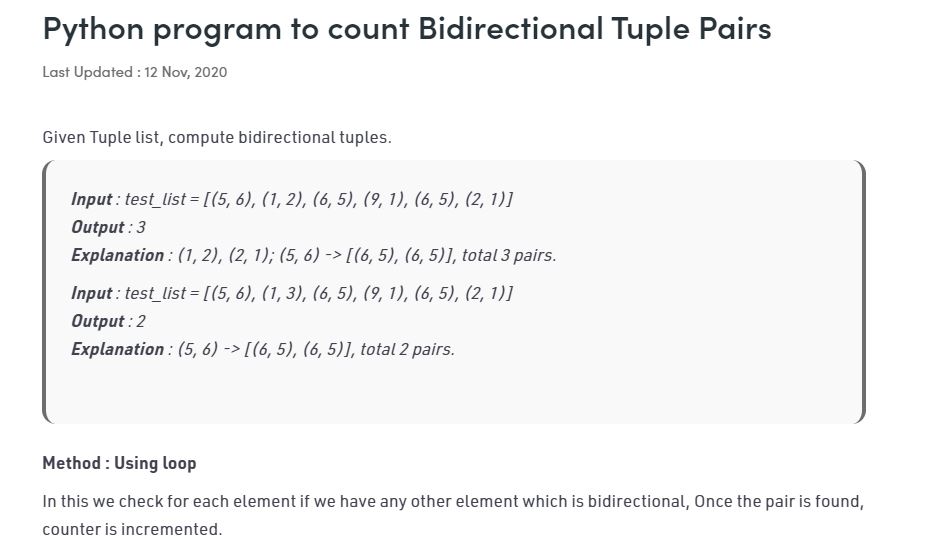 Python program to count Bidirectional Tuple Pairs
Last Updated : 12 Nov, 2020
Given Tuple list, compute bidirectional tuples.
Input : test_list = [(5, 6), (1, 2), (6, 5), (9, 1), (6, 5), (2, 1)]
Output : 3
Explanation : (1, 2), (2, 1); (5, 6) -> [(6, 5), (6, 5)], total 3 pairs.
Input : test_list = [(5, 6), (1, 3), (6, 5), (9, 1), (6, 5), (2, 1)]
Output : 2
Explanation : (5, 6) -> [(6, 5), (6, 5)], total 2 pairs.
Method : Using loop
In this we check for each element if we have any other element which is bidirectional, Once the pair is found,
counter is incremented.